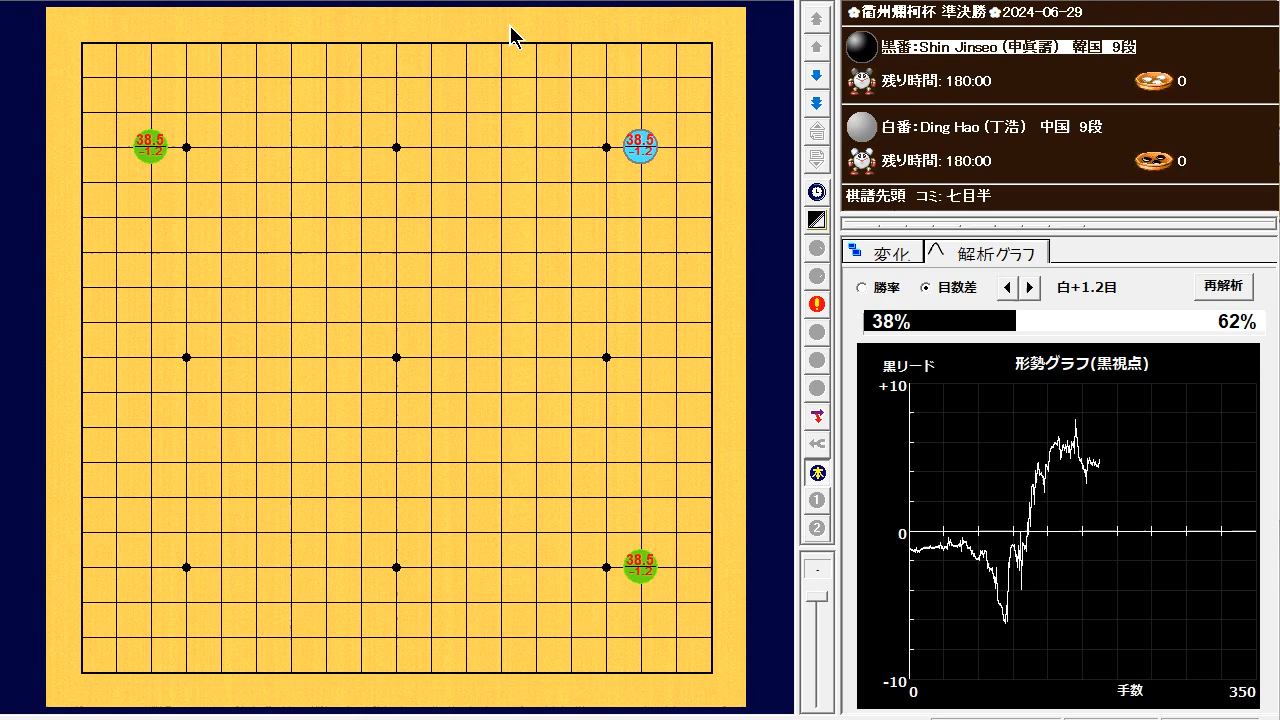 ✿衢州爛柯杯 準決勝✿2024-06-29
黒番:Shin Jinseo (申眞諝) 韓国 9段
残り時間: 180:00 0
白番:Ding Hao (丁浩) 中国 9段
残り時間: 180:00 0
棋譜先頭 コミ: 七目半
変化 解析グラフ
勝率 目数差 白+1.2目 再解析
38% 62%
形勢グラフ(黒視点)
黒リード
+10
0
-10
0 手数 350
38.5
-1.2
38.5
-1.2
38.5
-1.2
1
2
-